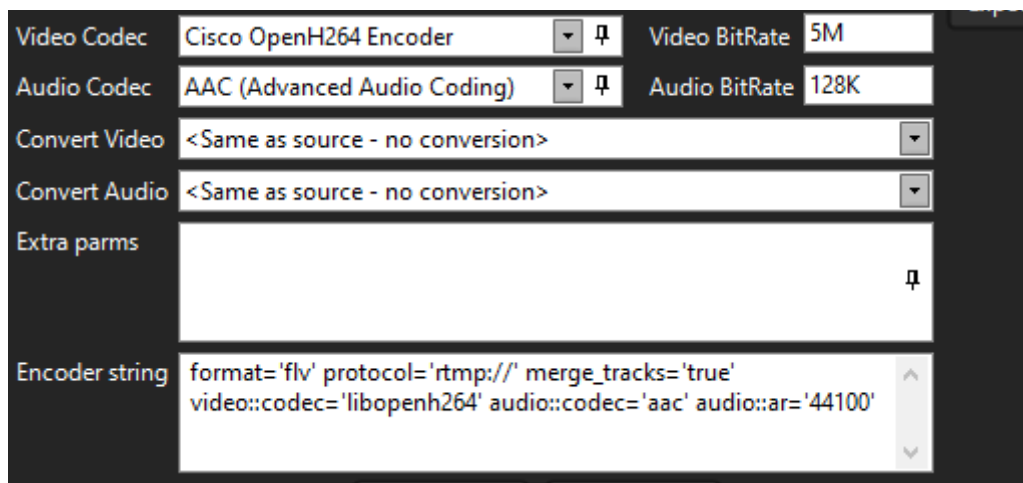 Video Codec Cisco OpenH264 Encoder Video BitRate 5M
Audio Codec AAC (Advanced Audio Coding) Audio BitRate 128K
Convert Video <Same as source - no conversion>
Convert Audio <Same as source - no conversion>
Extra parms
Encoder string format='flv' protocol='rtmp://' merge_tracks='true'
video::codec='libopenh264' audio::codec='aac' audio::ar='44100'